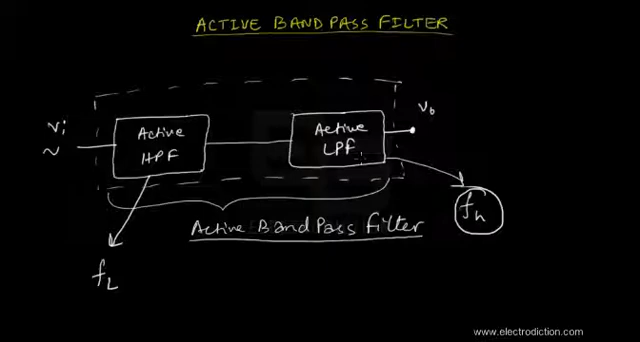 ACTIVE BAND PASS FILTER
Vi
~
Active
HPF
Active
LPF
Vo
fh
Active Band Pass Filter
fL
www.electrodiction.com